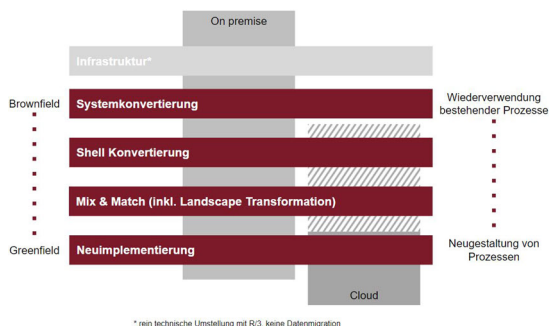 On premise
Infrastruktur*
Brownfield
Systemkonvertierung
Wiederverwendung
bestehender Prozesse
Shell Konvertierung
Mix & Match (inkl. Landscape Transformation)
Greenfield
Neuimplementierung
Neugestaltung von
Prozessen
Cloud
* rein technische Umstellung mit R/3, keine Datenmigration